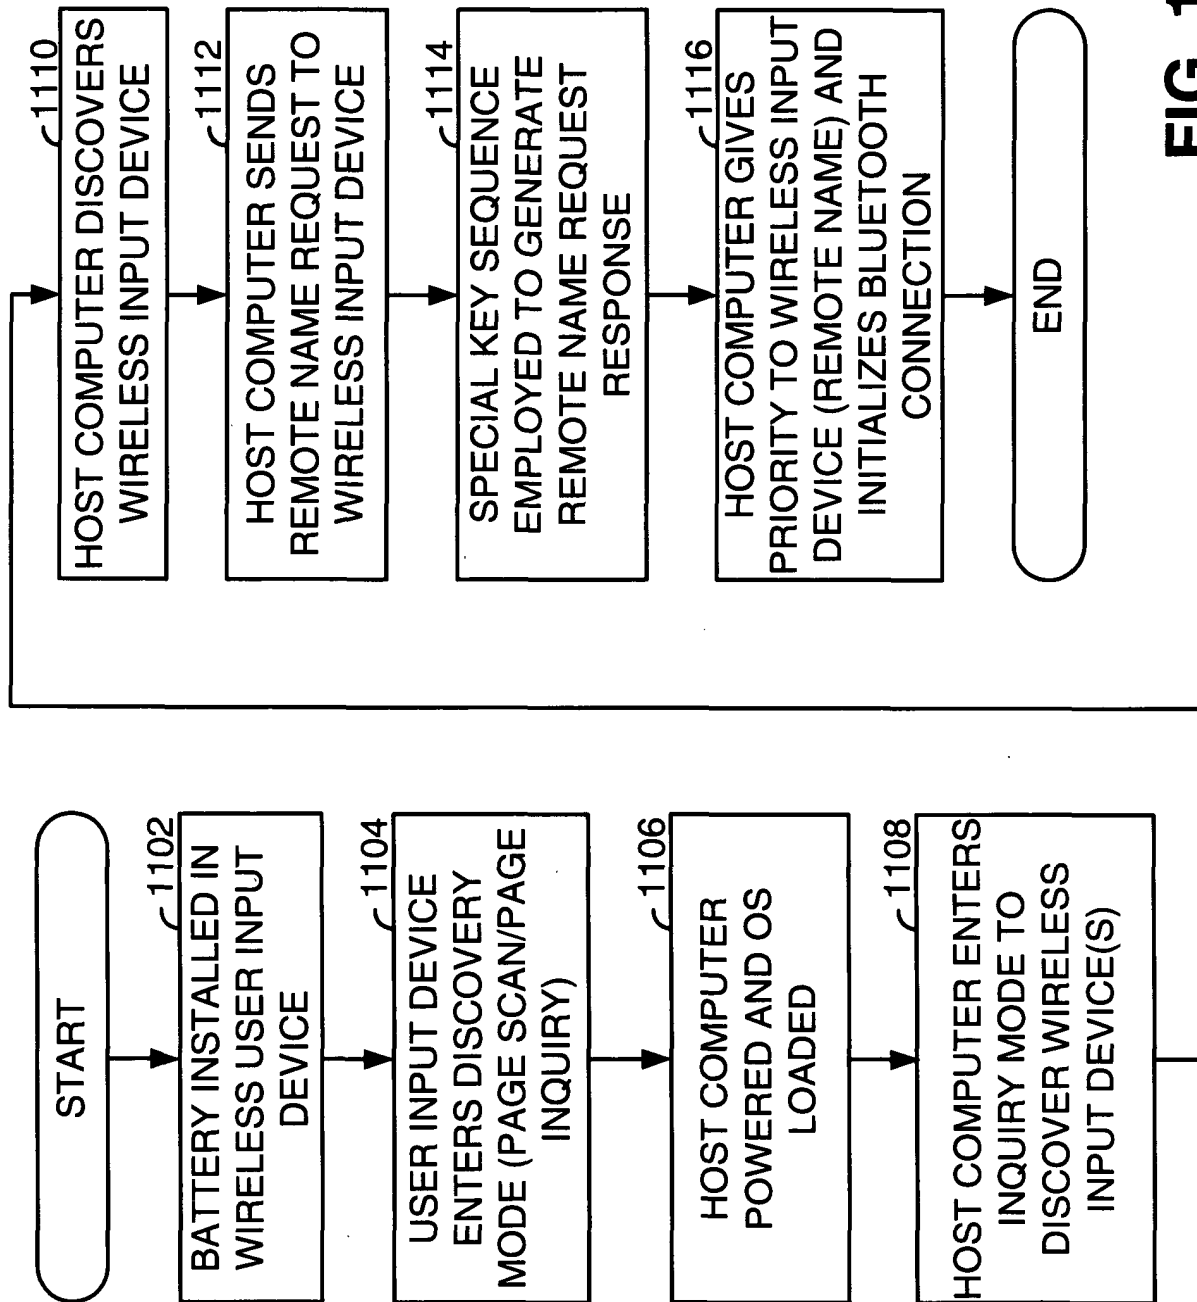 START
1102
BATTERY INSTALLED IN
WIRELESS USER INPUT
DEVICE
1104
USER INPUT DEVICE
ENTERS DISCOVERY
MODE (PAGE SCAN/PAGE
INQUIRY)
1106
HOST COMPUTER
POWERED AND OS
LOADED
1108
HOST COMPUTER ENTERS
INQUIRY MODE TO
DISCOVER WIRELESS
INPUT DEVICE(S)
1110
HOST COMPUTER DISCOVERS
WIRELESS INPUT DEVICE
1112
HOST COMPUTER SENDS
REMOTE NAME REQUEST TO
WIRELESS INPUT DEVICE
1114
SPECIAL KEY SEQUENCE
EMPLOYED TO GENERATE
REMOTE NAME REQUEST
RESPONSE
1116
HOST COMPUTER GIVES
PRIORITY TO WIRELESS INPUT
DEVICE (REMOTE NAME) AND
INITIALIZES BLUETOOTH
CONNECTION
END
FIG. 1